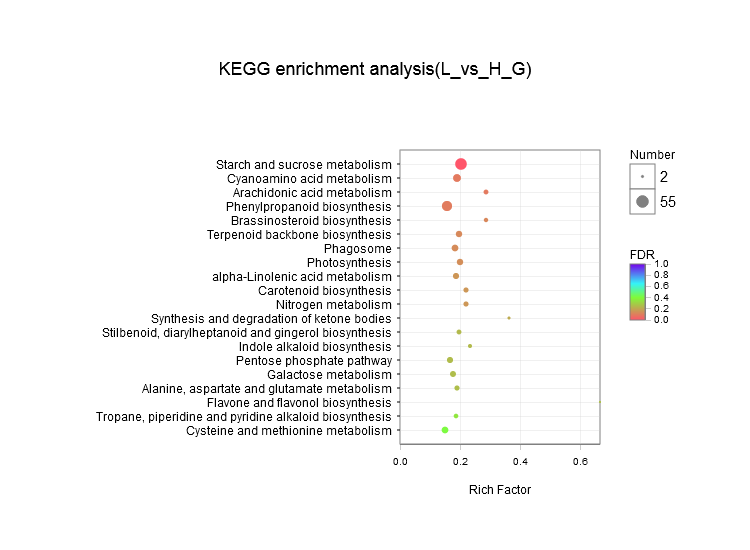 KEGG enrichment analysis(L_vs_H_G)
Starch and sucrose metabolism
Cyanoamino acid metabolism
Arachidonic acid metabolism
Phenylpropanoid biosynthesis
Brassinosteroid biosynthesis
Terpenoid backbone biosynthesis
Phagosome
Photosynthesis
alpha-Linolenic acid metabolism
Carotenoid biosynthesis
Nitrogen metabolism
Synthesis and degradation of ketone bodies
Stilbenoid, diarylheptanoid and gingerol biosynthesis
Indole alkaloid biosynthesis
Pentose phosphate pathway
Galactose metabolism
Alanine, aspartate and glutamate metabolism
Flavone and flavonol biosynthesis
Tropane, piperidine and pyridine alkaloid biosynthesis
Cysteine and methionine metabolism
0.0 0.2 0.4 0.6
Rich Factor
Number
2
55
FDR
1.0
0.8
0.6
0.4
0.2
0.0